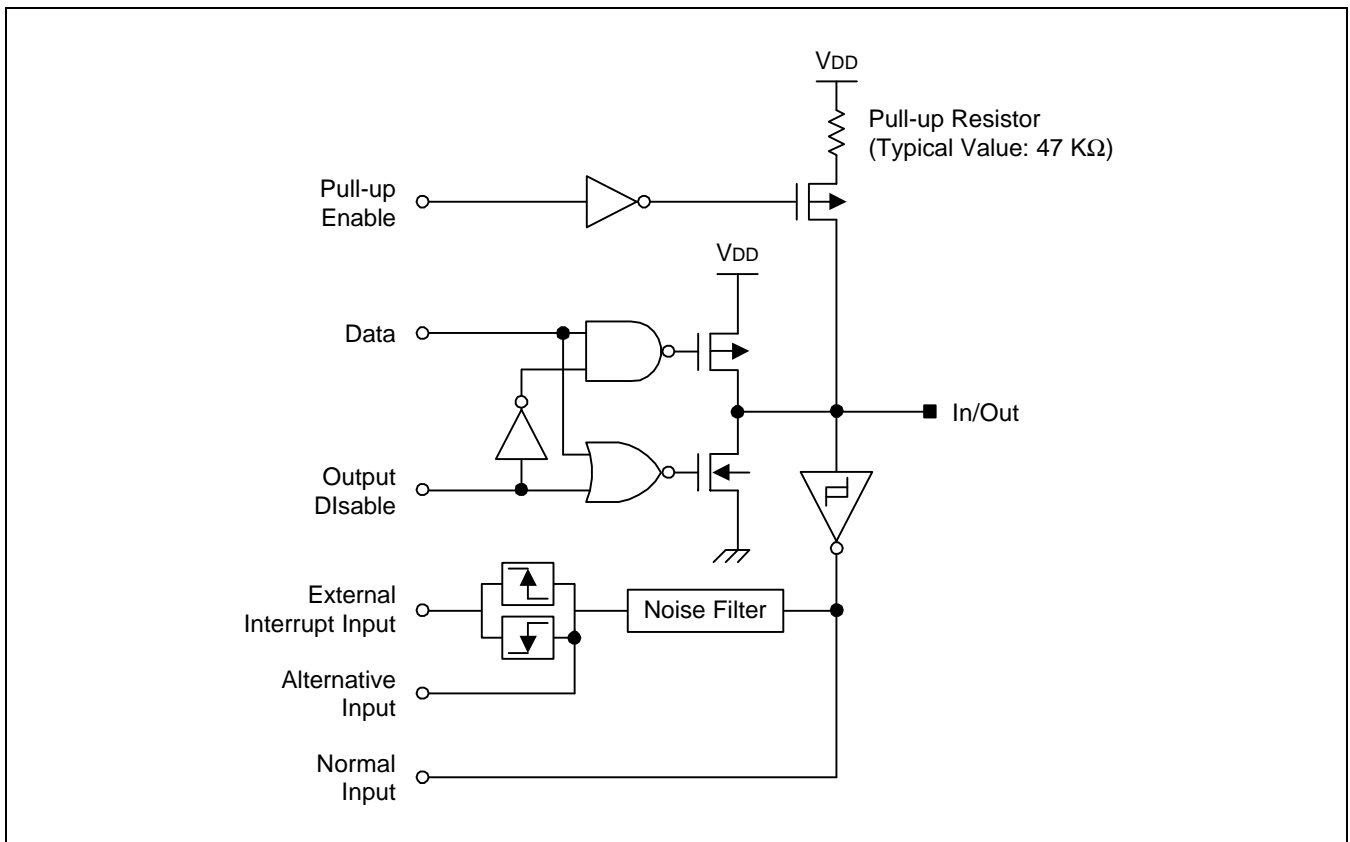 VDD
Pull-up Resistor
(Typical Value: 47 KΩ)
Pull-up
Enable
VDD
Data
In/Out
Output
DIsable
External
Interrupt Input
Noise Filter
Alternative
Input
Normal
Input